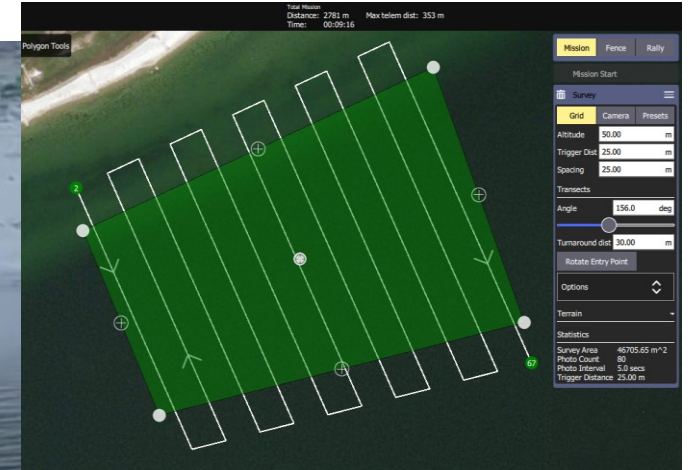 Total Mission
Distance: 2781 m Max telem dist: 353 m
Time: 00:09:16
Polygon Tools
Mission Fence Rally
Mission Start
Survey
Grid Camera Presets
Altitude 50.00 m
Trigger Dist 25.00 m
Spacing 25.00 m
Transects
Angle 156.0 deg
Turnaround dist 30.00 m
Rotate Entry Point
Options
Terrain
Statistics
Survey Area 46705.65 m^2
Photo Count 80
Photo Interval 5.0 secs
Trigger Distance 25.00 m
2
67